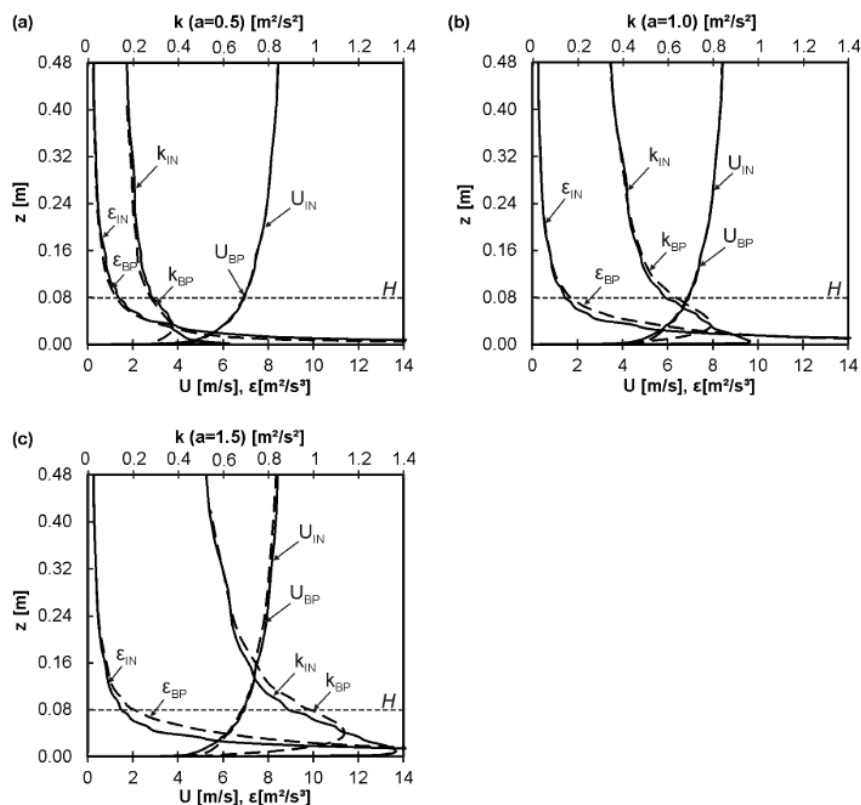 (a)
k (a=0.5) [m²/s²]
0 0.2 0.4 0.6 0.8 1 1.2 1.4
z [m]
0.48
0.40
0.32
0.24
0.16
0.08
0.00
k_IN
U_IN
ε_IN
ε_BP
k_BP
U_BP
H
0 2 4 6 8 10 12 14
U [m/s], ε[m²/s³]
(b)
k (a=1.0) [m²/s²]
0 0.2 0.4 0.6 0.8 1 1.2 1.4
z [m]
0.48
0.40
0.32
0.24
0.16
0.08
0.00
k_IN
U_IN
ε_IN
k_BP
U_BP
ε_BP
H
0 2 4 6 8 10 12 14
U [m/s], ε[m²/s³]
(c)
k (a=1.5) [m²/s²]
0 0.2 0.4 0.6 0.8 1 1.2 1.4
z [m]
0.48
0.40
0.32
0.24
0.16
0.08
0.00
U_IN
U_BP
ε_IN
k_IN
k_BP
ε_BP
H
0 2 4 6 8 10 12 14
U [m/s], ε[m²/s³]